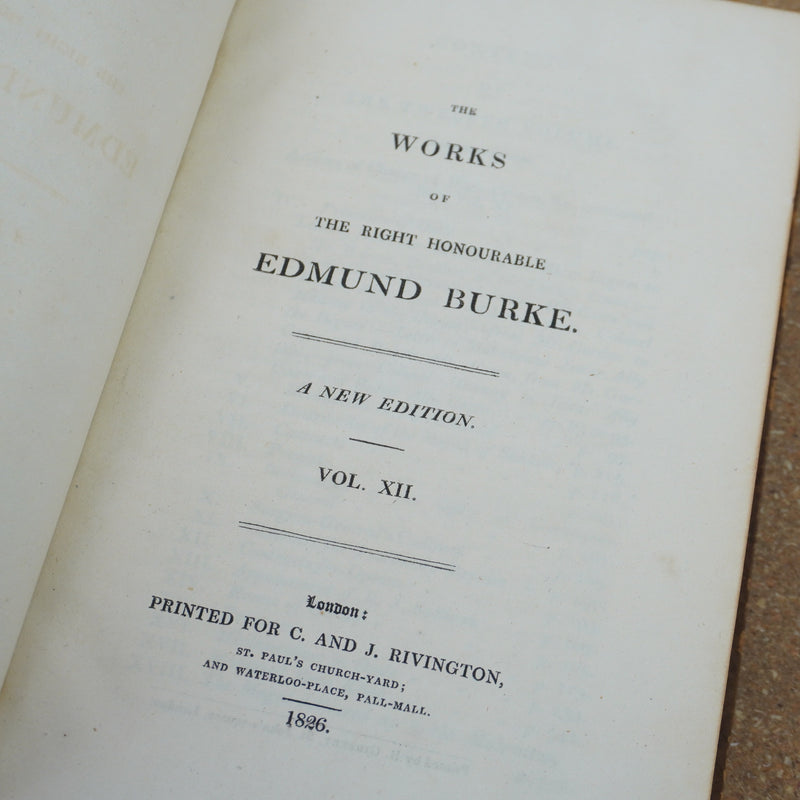 THE
WORKS
OF
THE RIGHT HONOURABLE
EDMUND BURKE.
A NEW EDITION.
VOL. XII.
London:
PRINTED FOR C. AND J. RIVINGTON,
ST. PAUL'S CHURCH-YARD;
AND WATERLOO-PLACE, PALL-MALL.
1826.